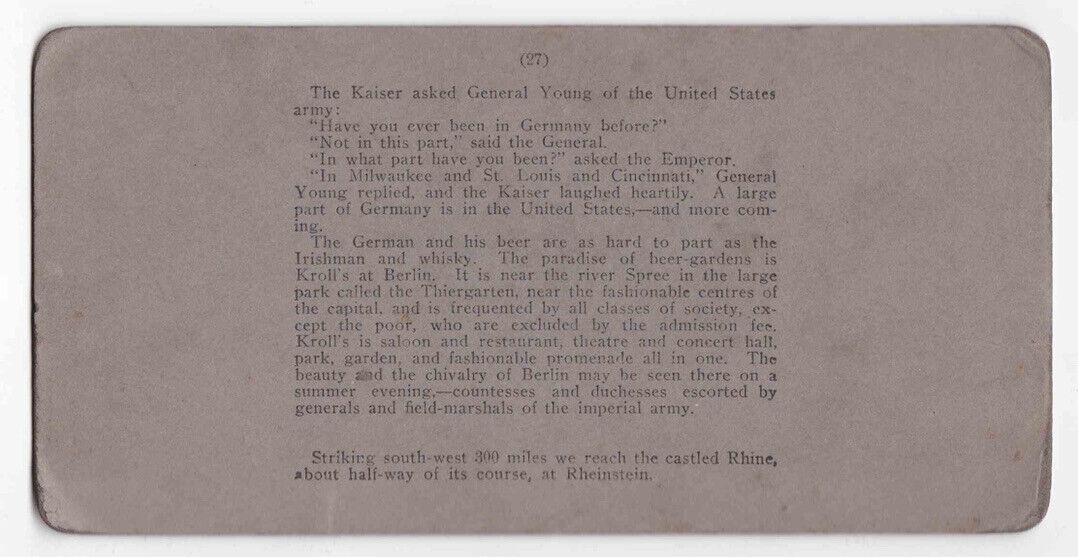 (27)
The Kaiser asked General Young of the United States
army:
"Have you ever been in Germany before?"
"Not in this part," said the General.
"In what part have you been?" asked the Emperor.
"In Milwaukee and St. Louis and Cincinnati," General
Young replied, and the Kaiser laughed heartily. A large
part of Germany is in the United States,—and more com-
ing.
The German and his beer are as hard to part as the
Irishman and whisky. The paradise of beer-gardens is
Kroll's at Berlin. It is near the river Spree in the large
park called the Thiergarten, near the fashionable centres of
the capital, and is frequented by all classes of society, ex-
cept the poor, who are excluded by the admission fee.
Kroll's is saloon and restaurant, theatre and concert hall,
park, garden, and fashionable promenade all in one. The
beauty and the chivalry of Berlin may be seen there on a
summer evening,—countesses and duchesses escorted by
generals and field-marshals of the imperial army.
Striking south-west 300 miles we reach the castled Rhine,
about half-way of its course, at Rheinstein.